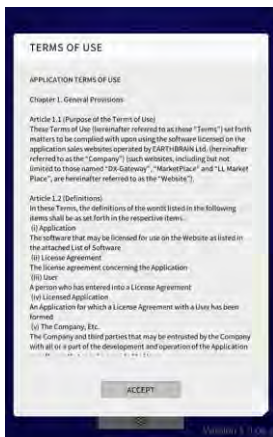 TERMS OF USE
APPLICATION TERMS OF USE
Chapter 1. General Provisions
Article 1.1 (Purpose of the Terms of Use)
These Terms of Use (hereinafter referred to as these "Terms") set forth
matters to be complied with upon using the software licensed on the
application sales websites operated by EARTHBRAIN Ltd. (hereinafter
referred to as the "Company") (such websites, including but not
limited to those named "DX-Gateway", "MarketPlace" and "LL Market
Place", are hereinafter referred to as the "Website").
Article 1.2 (Definitions)
In these Terms, the definitions of the words listed in the following
items shall be as set forth in the respective items.
(i) Application
The software that may be licensed for use on the Website as listed in
the attached List of Software
(ii) License Agreement
The license agreement concerning the Application
(iii) User
A person who has entered into a License Agreement
(iv) Licensed Application
An Application for which a License Agreement with a User has been
formed
(v) The Company, Etc.
The Company and third parties that may be entrusted by the Company
with all or a part of the development and operation of the Application
ACCEPT
Version